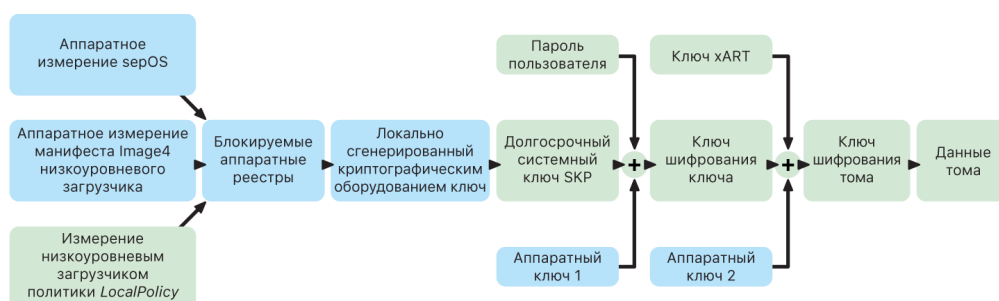 Аппаратное
измерение sepOS
Аппаратное измерение
манифеста Image4
низкоуровневого
загрузчика
Измерение
низкоуровневым
загрузчиком
политики LocalPolicy
Блокируемые
аппаратные
реестры
Локально
сгенерированный
криптографическим
оборудованием ключ
Долгосрочный
системный
ключ SKP
Пароль
пользователя
+
Аппаратный
ключ 1
Ключ
шифрования
ключа
Ключ xART
+
Аппаратный
ключ 2
Ключ
шифрования
тома
Данные
тома